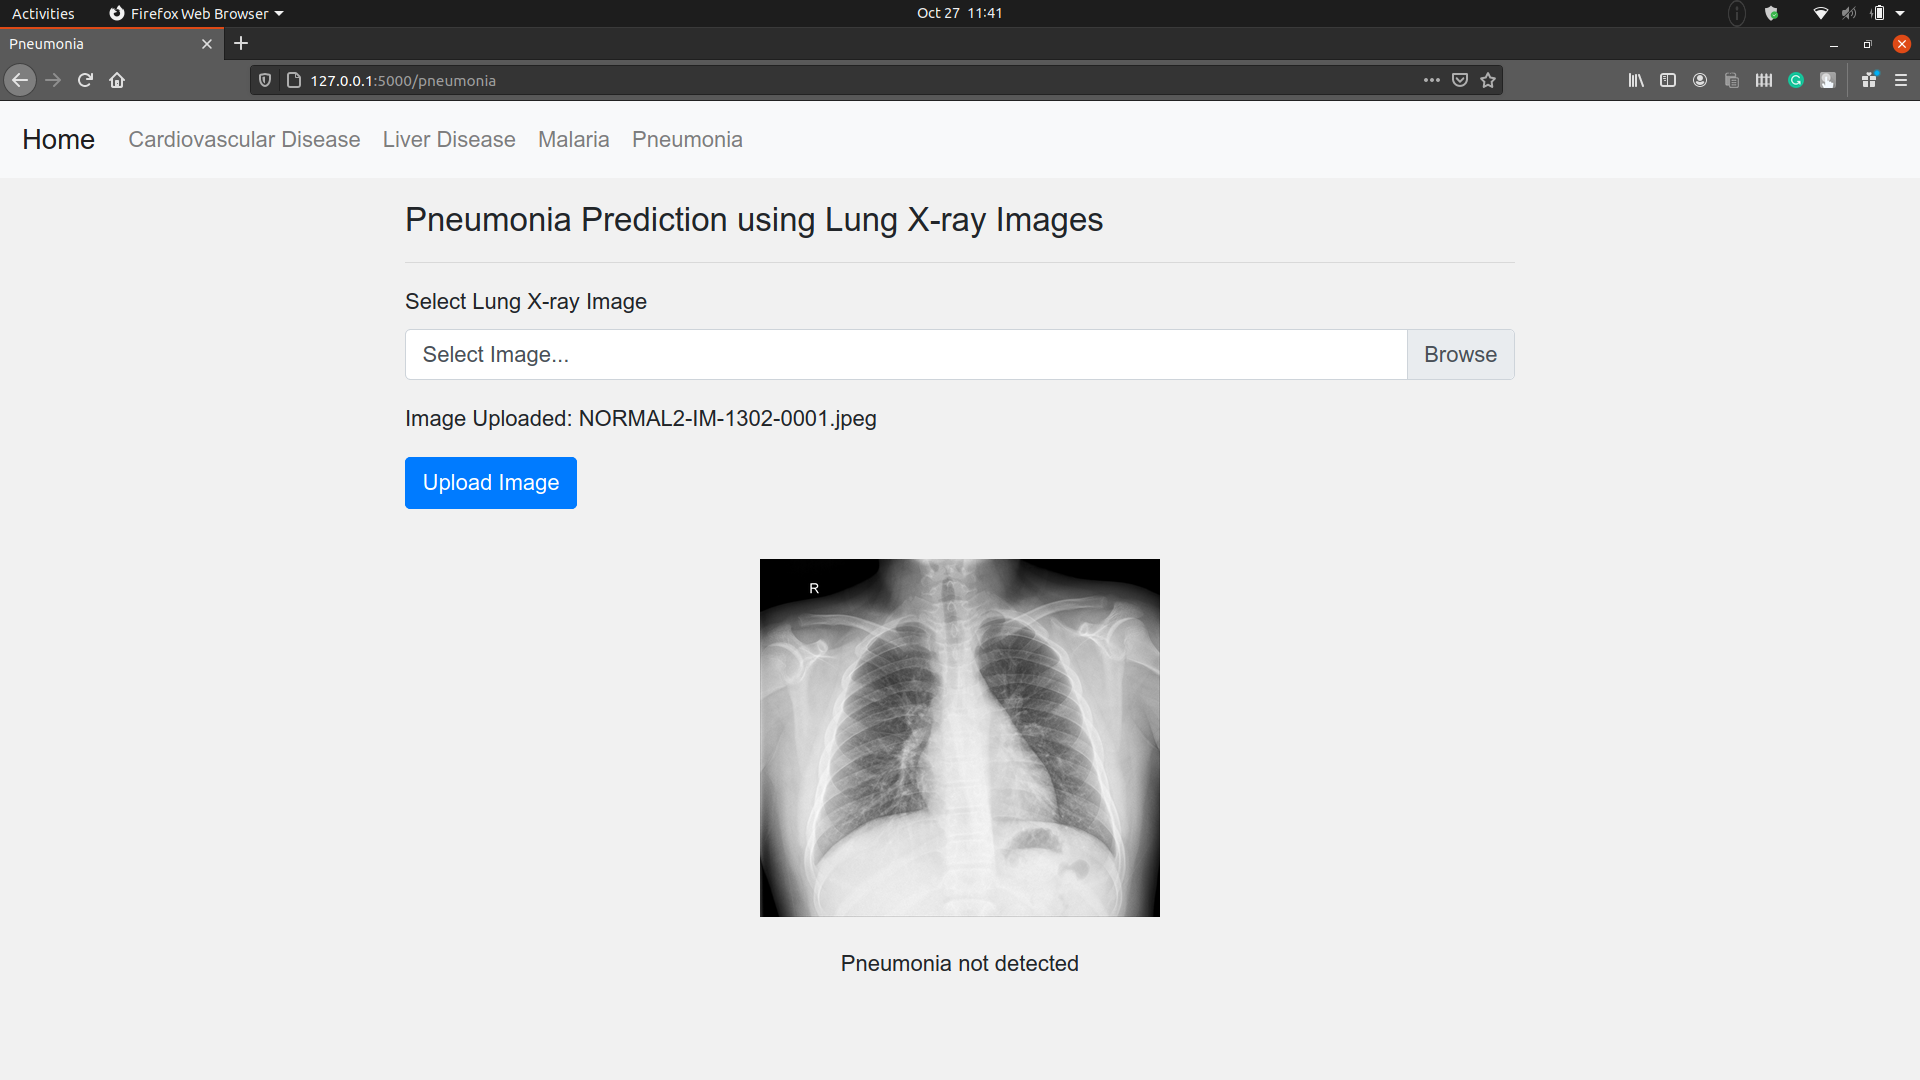 Activities Firefox Web Browser Oct 27 11:41
Pneumonia
127.0.0.1:5000/pneumonia
Home Cardiovascular Disease Liver Disease Malaria Pneumonia
Pneumonia Prediction using Lung X-ray Images
Select Lung X-ray Image
Select Image... Browse
Image Uploaded: NORMAL2-IM-1302-0001.jpeg
Upload Image
R
Pneumonia not detected